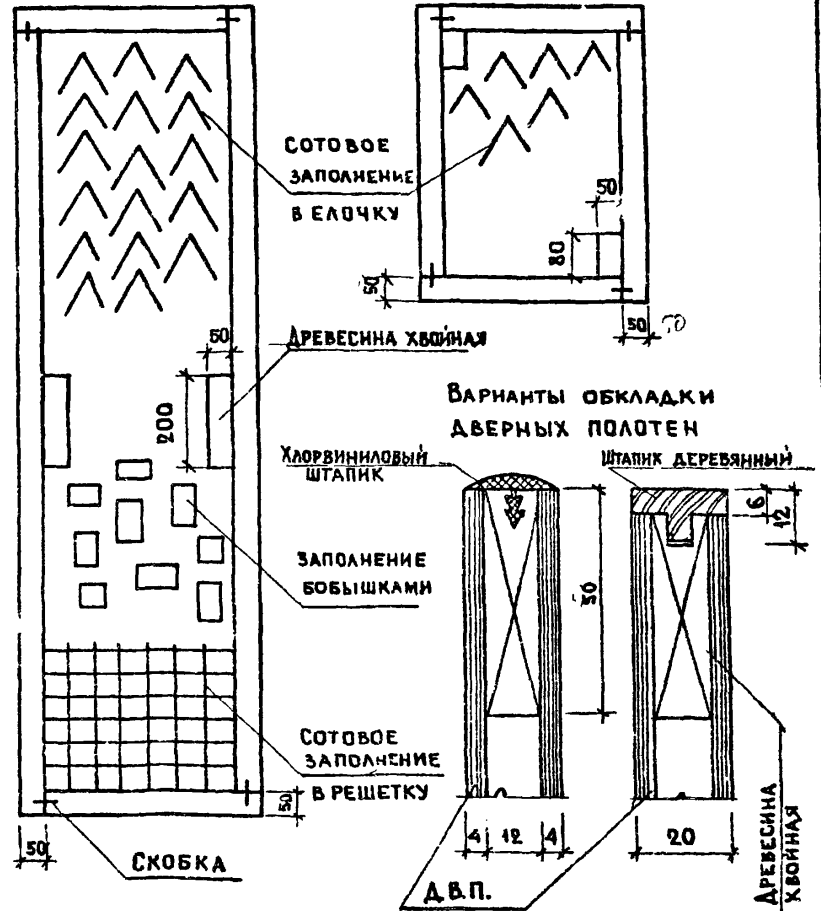 СОТОВОЕ
ЗАПОЛНЕНИЕ
В ЕЛОЧКУ
50
80
50
50
50
50
ДРЕВЕСИНА ХВОЙНАЯ
200
ВАРИАНТЫ ОБКЛАДКИ
ДВЕРНЫХ ПОЛОТЕН
ХЛОРВИНИЛОВЫЙ
ШТАПИК
ШТАПИК ДЕРЕВЯННЫЙ
6
12
50
ЗАПОЛНЕНИЕ
БОБЫШКАМИ
СОТОВОЕ
ЗАПОЛНЕНИЕ
В РЕШЕТКУ
50
50
СКОБКА
4
12
4
20
Д.В.П.
ДРЕВЕСИНА
ХВОЙНАЯ